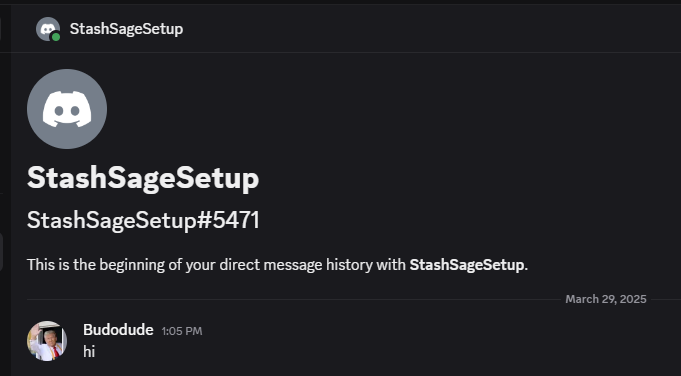 StashSageSetup
StashSageSetup
StashSageSetup#5471
This is the beginning of your direct message history with StashSageSetup.
March 29, 2025
Budodude 1:05 PM
hi